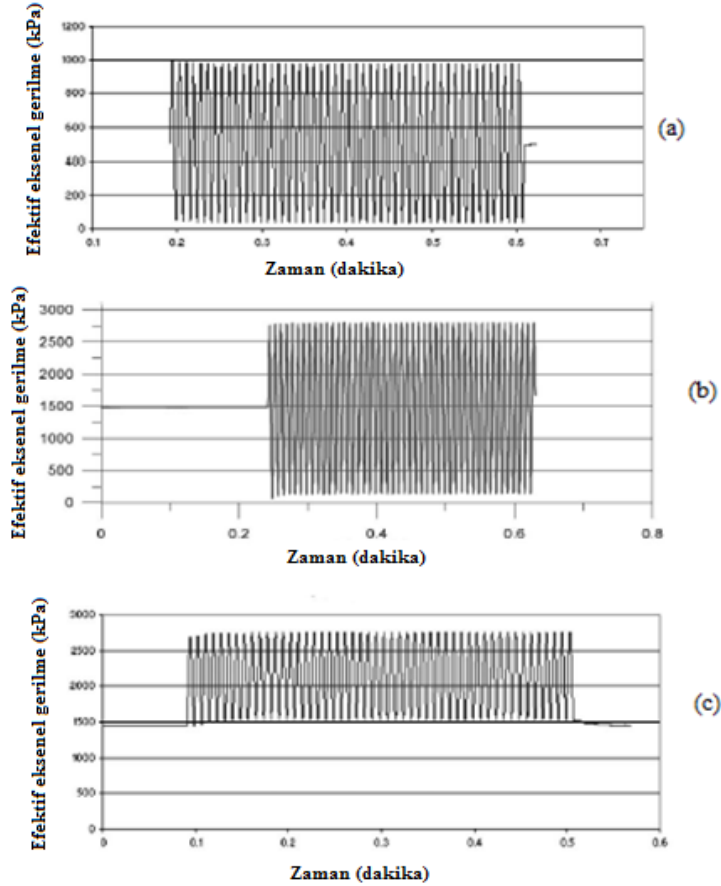 Efektif eksenel gerilme (kPa)
1200
1000
800
600
400
200
0
0.1 0.2 0.3 0.4 0.5 0.6 0.7
Zaman (dakika)
(a)
Efektif eksenel gerilme (kPa)
3000
2500
2000
1500
1000
500
0
0 0.2 0.4 0.6 0.8
Zaman (dakika)
(b)
Efektif eksenel gerilme (kPa)
3000
2500
2000
1500
1000
500
0
0 0.1 0.2 0.3 0.4 0.5 0.6
Zaman (dakika)
(c)